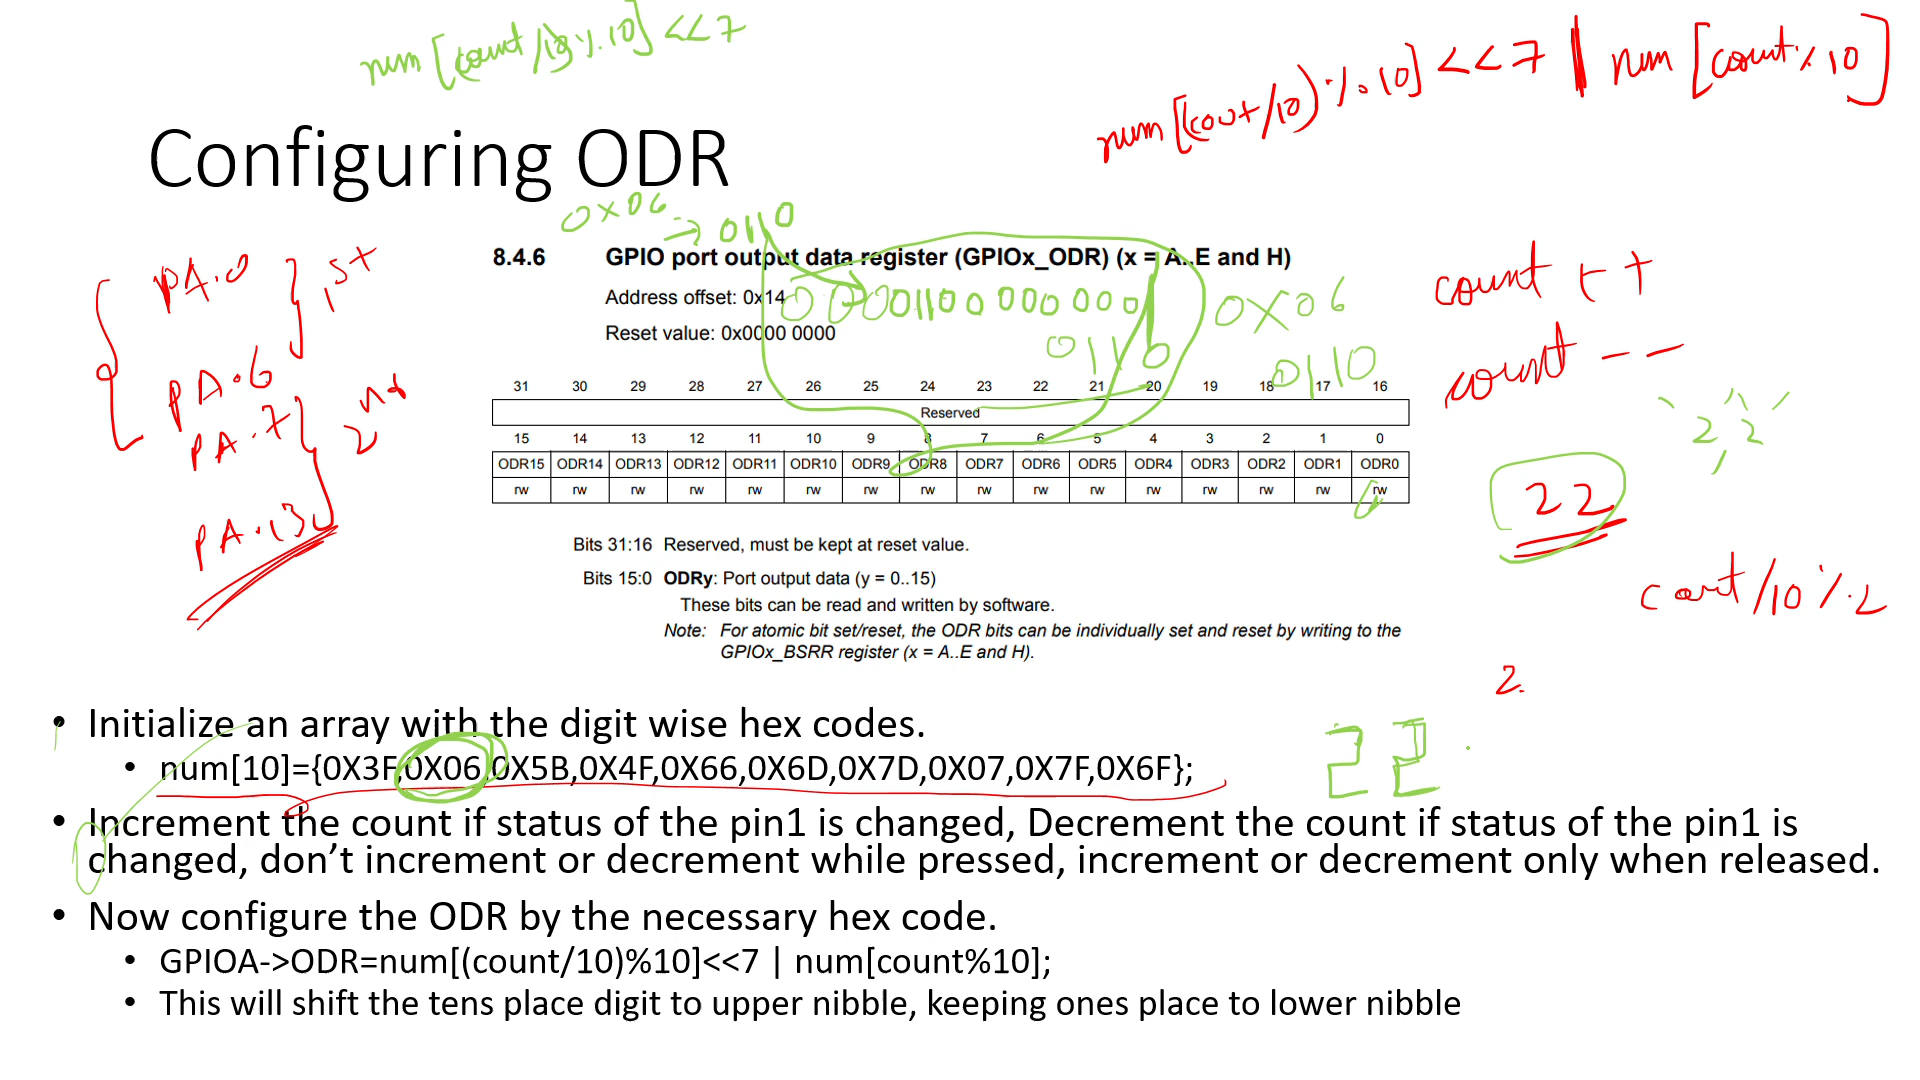 num[(count/10)%10]<<7
num[(cout/10)%10]<<7 | num[count%10]
Configuring ODR
0x06 → 0110
8.4.6 GPIO port output data register (GPIOx_ODR) (x = A..E and H)
Address offset: 0x14
Reset value: 0x0000 0000
0x06
0110
0110
PA.0
1st
PA.6
PA.7
2nd
PA.13
count ++
count --
2 2
22
count/10%2
2.
31 30 29 28 27 26 25 24 23 22 21 20 19 18 17 16
Reserved
15 14 13 12 11 10 9 8 7 6 5 4 3 2 1 0
ODR15 ODR14 ODR13 ODR12 ODR11 ODR10 ODR9 ODR8 ODR7 ODR6 ODR5 ODR4 ODR3 ODR2 ODR1 ODR0
rw rw rw rw rw rw rw rw rw rw rw rw rw rw rw rw
Bits 31:16 Reserved, must be kept at reset value.
Bits 15:0 ODRy: Port output data (y = 0..15)
These bits can be read and written by software.
Note: For atomic bit set/reset, the ODR bits can be individually set and reset by writing to the
GPIOx_BSRR register (x = A..E and H).
• Initialize an array with the digit wise hex codes.
• num[10]={0X3F,0X06,0X5B,0X4F,0X66,0X6D,0X7D,0X07,0X7F,0X6F};
22
• Increment the count if status of the pin1 is changed, Decrement the count if status of the pin1 is
changed, don’t increment or decrement while pressed, increment or decrement only when released.
• Now configure the ODR by the necessary hex code.
• GPIOA->ODR=num[(count/10)%10]<<7 | num[count%10];
• This will shift the tens place digit to upper nibble, keeping ones place to lower nibble